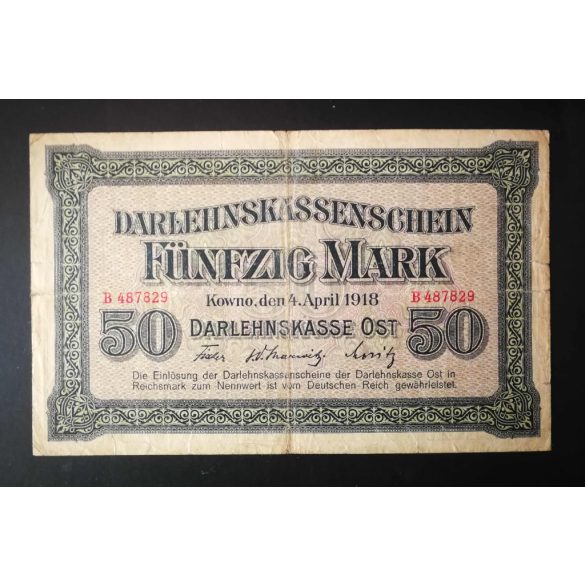 DARLEHNSKASSENSCHEIN
FÜNFZIG MARK
B 487829 Kowno, den 4. April 1918 B 487829
50 DARLEHNSKASSE OST 50
Die Einlösung der Darlehnskassenscheine der Darlehnskasse Ost in
Reichsmark zum Nennwert ist vom Deutschen Reich gewährleistet.